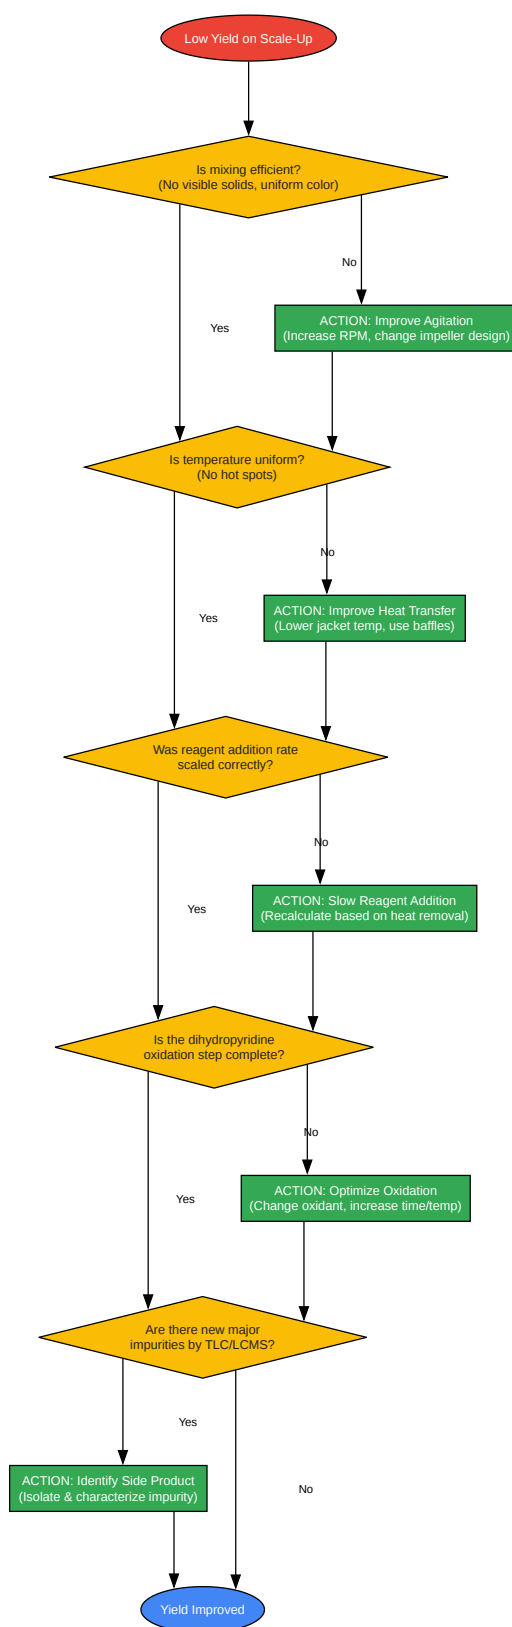 Low Yield on Scale-Up
Is mixing efficient?
(No visible solids, uniform color)
No
Yes
ACTION: Improve Agitation
(Increase RPM, change impeller design)
Is temperature uniform?
(No hot spots)
No
Yes
ACTION: Improve Heat Transfer
(Lower jacket temp, use baffles)
Was reagent addition rate
scaled correctly?
No
Yes
ACTION: Slow Reagent Addition
(Recalculate based on heat removal)
Is the dihydropyridine
oxidation step complete?
No
Yes
ACTION: Optimize Oxidation
(Change oxidant, increase time/temp)
Are there new major
impurities by TLC/LCMS?
Yes
No
ACTION: Identify Side Product
(Isolate & characterize impurity)
Yield Improved